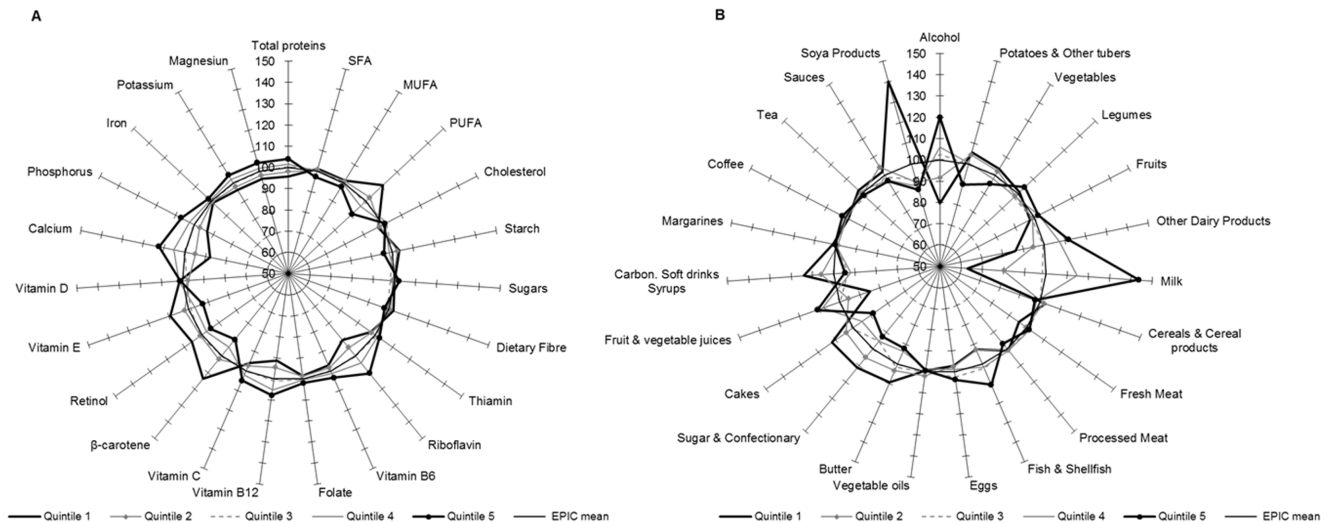 A
Total proteins
SFA
MUFA
PUFA
Cholesterol
Starch
Sugars
Dietary Fibre
Thiamin
Riboflavin
Vitamin B6
Folate
Vitamin B12
Vitamin C
β-carotene
Retinol
Vitamin E
Vitamin D
Calcium
Phosphorus
Iron
Potassium
Magnesiun
150
140
130
120
110
100
90
80
70
60
50
Quintile 1
Quintile 2
Quintile 3
Quintile 4
Quintile 5
EPIC mean
B
Alcohol
Potatoes & Other tubers
Vegetables
Legumes
Fruits
Other Dairy Products
Milk
Cereals & Cereal
products
Fresh Meat
Processed Meat
Fish & Shellfish
Eggs
Vegetable oils
Butter
Sugar & Confectionary
Cakes
Fruit & vegetable juices
Carbon. Soft drinks
Syrups
Margarines
Coffee
Tea
Sauces
Soya Products
150
140
130
120
110
100
90
80
70
60
50
Quintile 1
Quintile 2
Quintile 3
Quintile 4
Quintile 5
EPIC mean